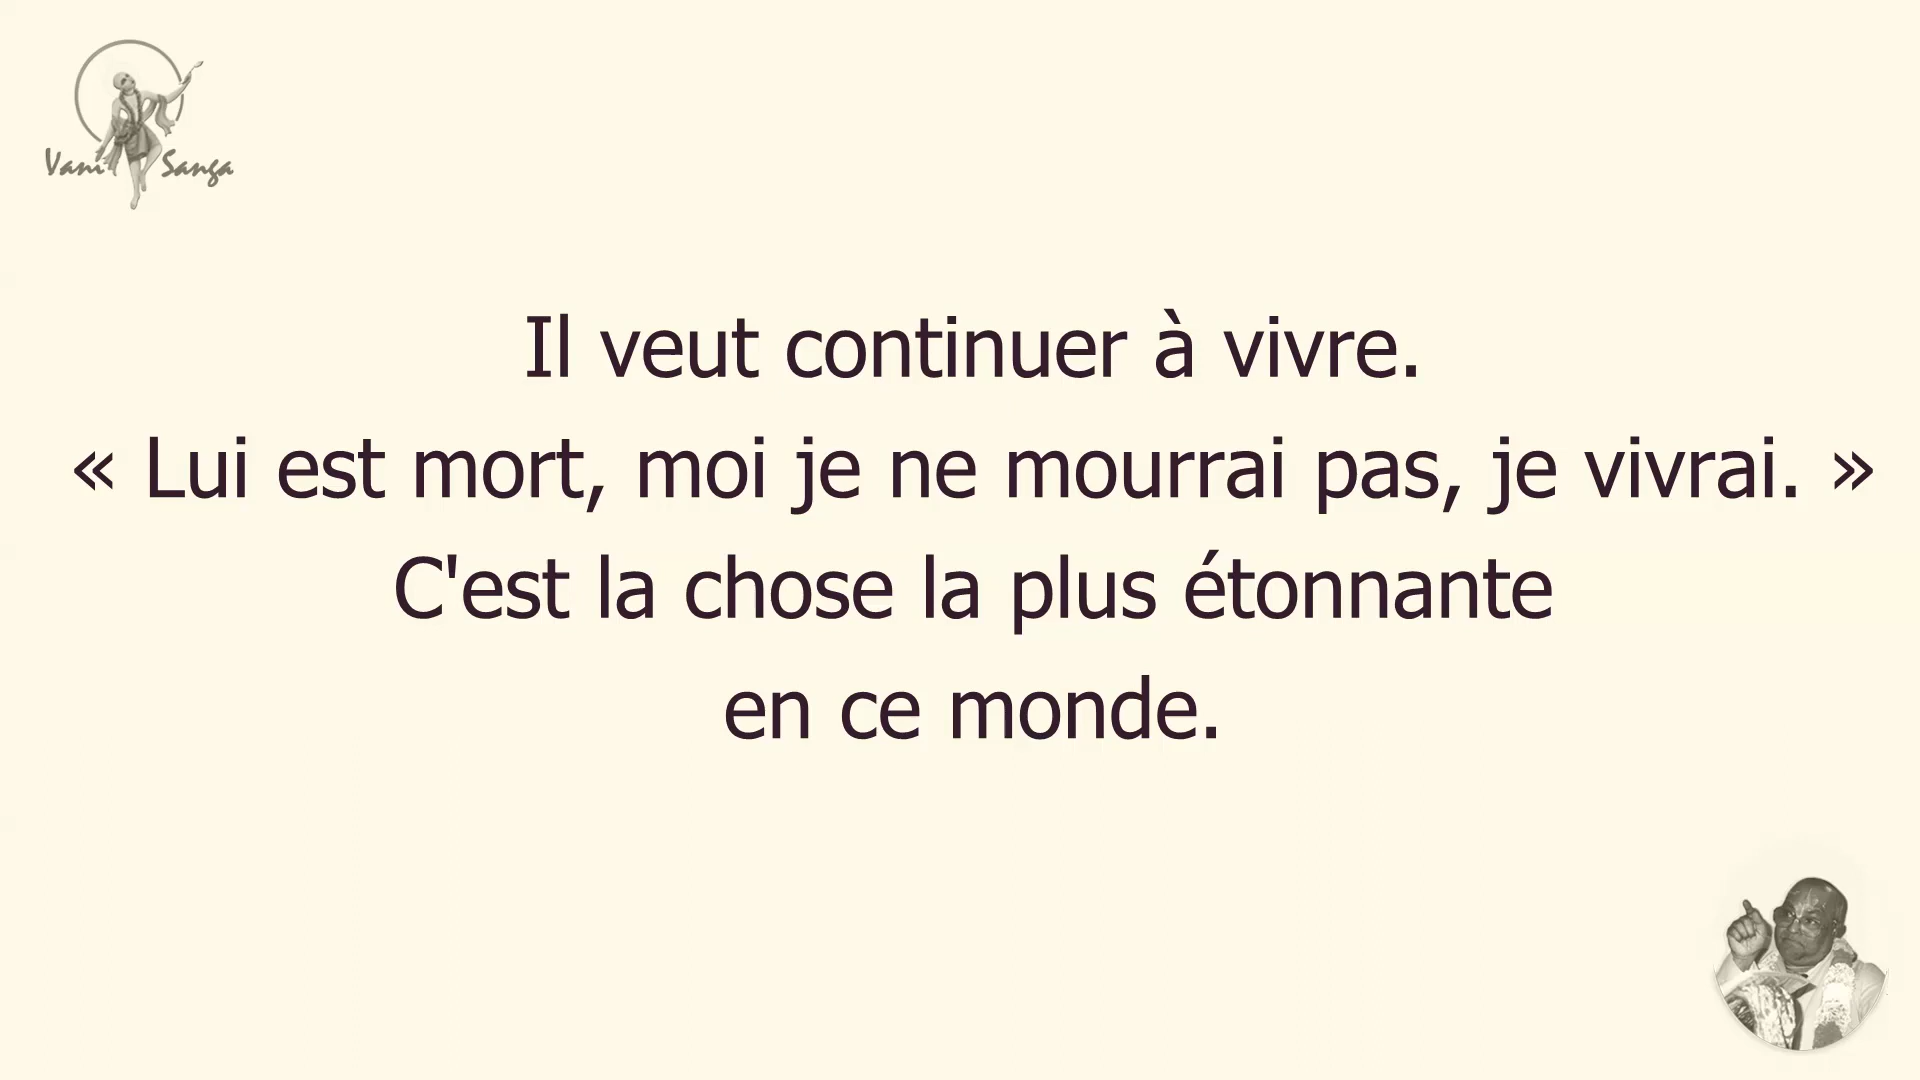 Vani Sanga
Il veut continuer à vivre.
« Lui est mort, moi je ne mourrai pas, je vivrai. »
C'est la chose la plus étonnante
en ce monde.